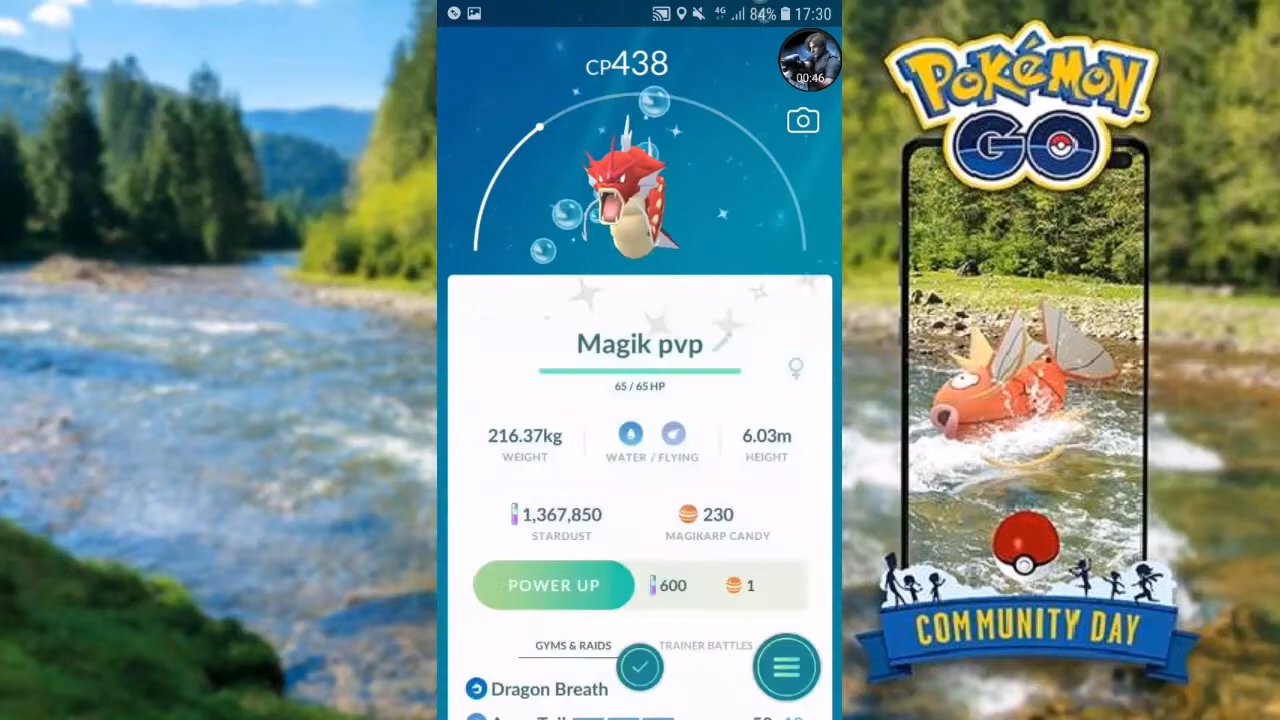 4G 84% 17:30
CP438
00:46
Magik pvp
65 / 65 HP
216.37kg
WEIGHT
WATER / FLYING
6.03m
HEIGHT
1,367,850
STARDUST
230
MAGIKARP CANDY
POWER UP
600
1
GYMS & RAIDS
TRAINER BATTLES
Dragon Breath
POKéMON
GO
COMMUNITY DAY